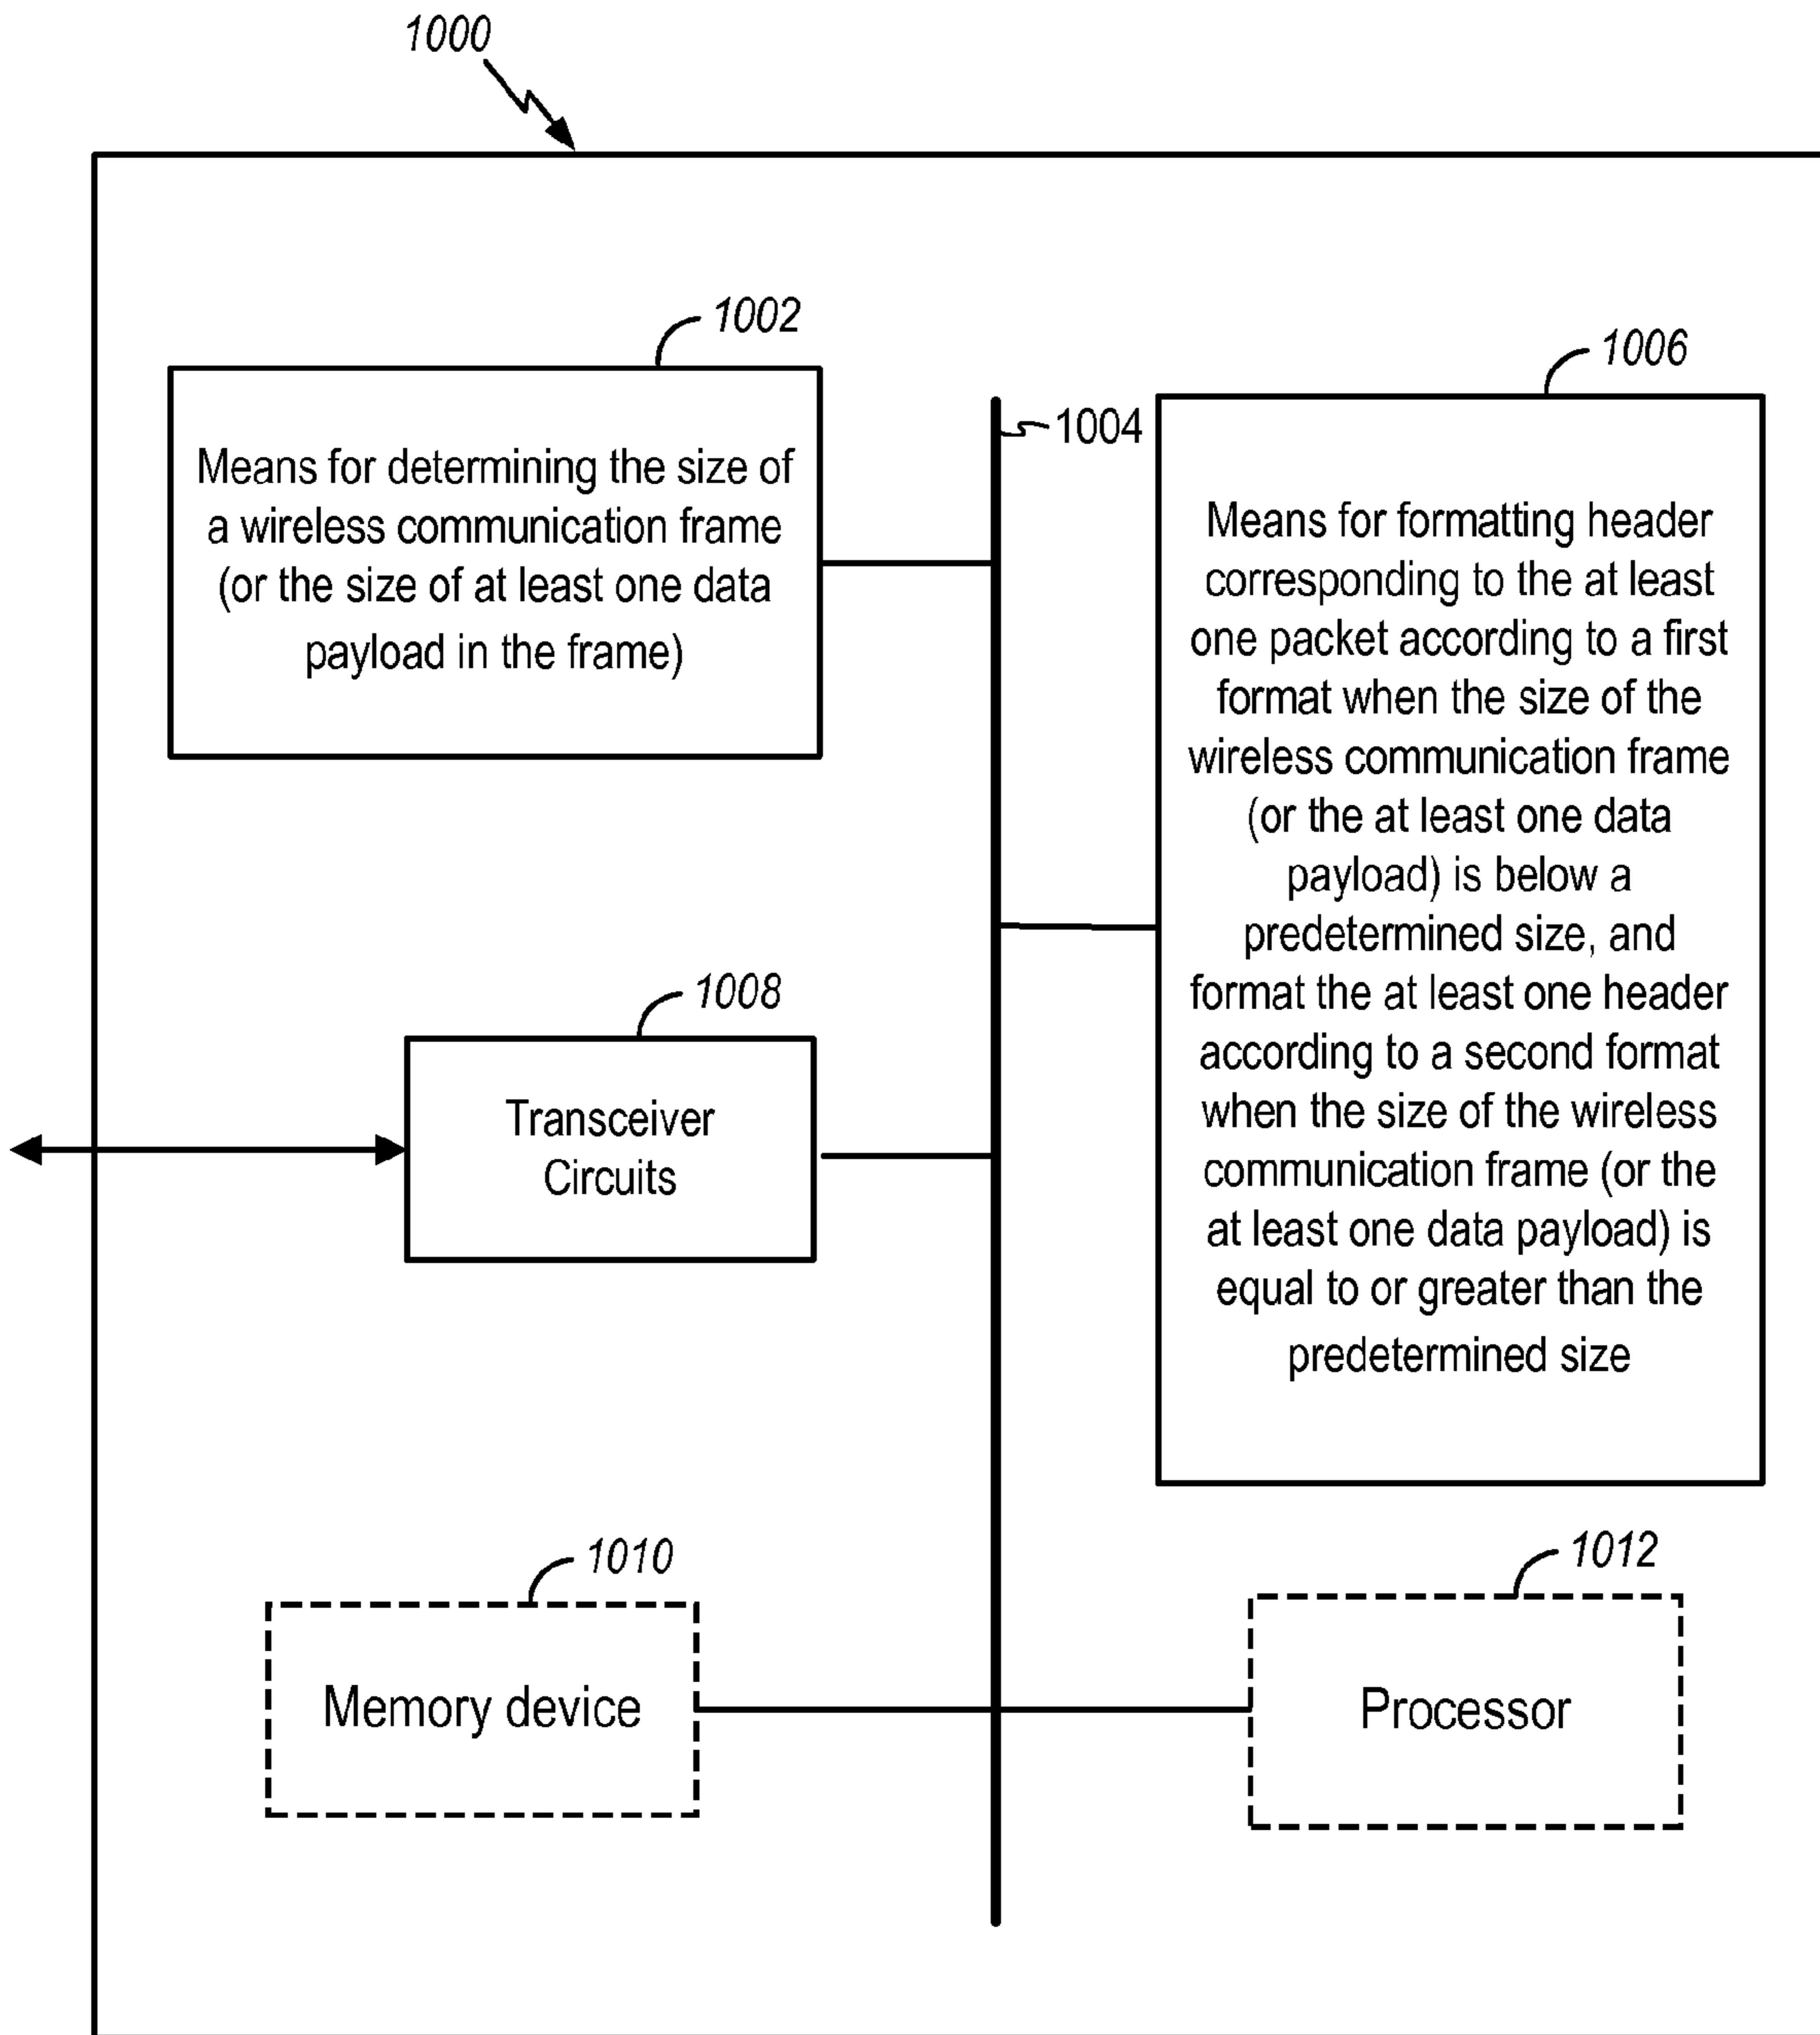 1000
1002
Means for determining the size of
a wireless communication frame
(or the size of at least one data
payload in the frame)
1004
1006
Means for formatting header
corresponding to the at least
one packet according to a first
format when the size of the
wireless communication frame
(or the at least one data
payload) is below a
predetermined size, and
format the at least one header
according to a second format
when the size of the wireless
communication frame (or the
at least one data payload) is
equal to or greater than the
predetermined size
1008
Transceiver
Circuits
1010
Memory device
1012
Processor